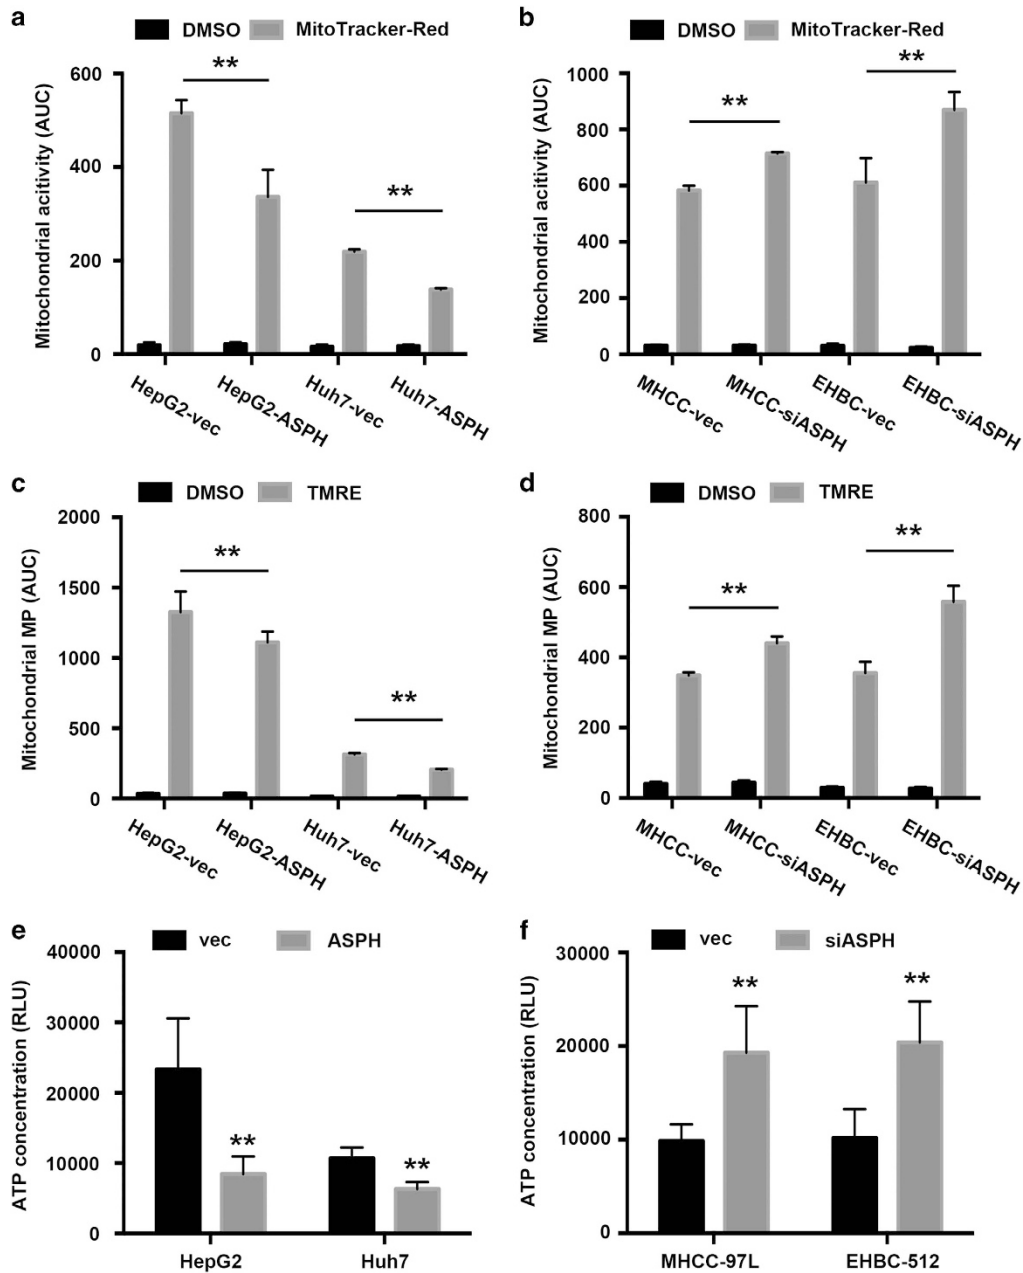 a
DMSO MitoTracker-Red
Mitochondrial acitivity (AUC)
600
400
200
0
**
**
HepG2-vec
HepG2-ASPH
Huh7-vec
Huh7-ASPH
b
DMSO MitoTracker-Red
Mitochondrial activity (AUC)
1000
800
600
400
200
0
**
**
MHCC-vec
MHCC-siASPH
EHBC-vec
EHBC-siASPH
c
DMSO TMRE
Mitochondrial MP (AUC)
2000
1500
1000
500
0
**
**
HepG2-vec
HepG2-ASPH
Huh7-vec
Huh7-ASPH
d
DMSO TMRE
Mitochondrial MP (AUC)
800
600
400
200
0
**
**
MHCC-vec
MHCC-siASPH
EHBC-vec
EHBC-siASPH
e
vec ASPH
ATP concentration (RLU)
40000
30000
20000
10000
0
**
**
HepG2 Huh7
f
vec siASPH
ATP concentration (RLU)
30000
20000
10000
0
**
**
MHCC-97L EHBC-512